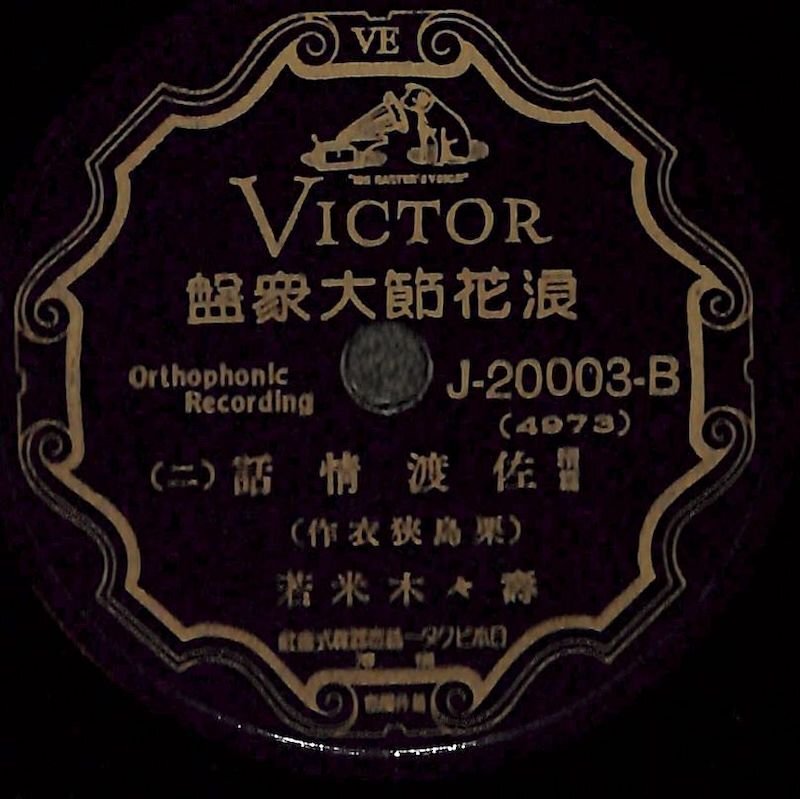 VE
"HIS MASTER'S VOICE"
VICTOR
浪花節大衆盤
Orthophonic
Recording
J-20003-B
(4973)
佐渡情話 (二)
(栗島狭衣作)
壽々木米若
日本ビクター蓄音器株式會社